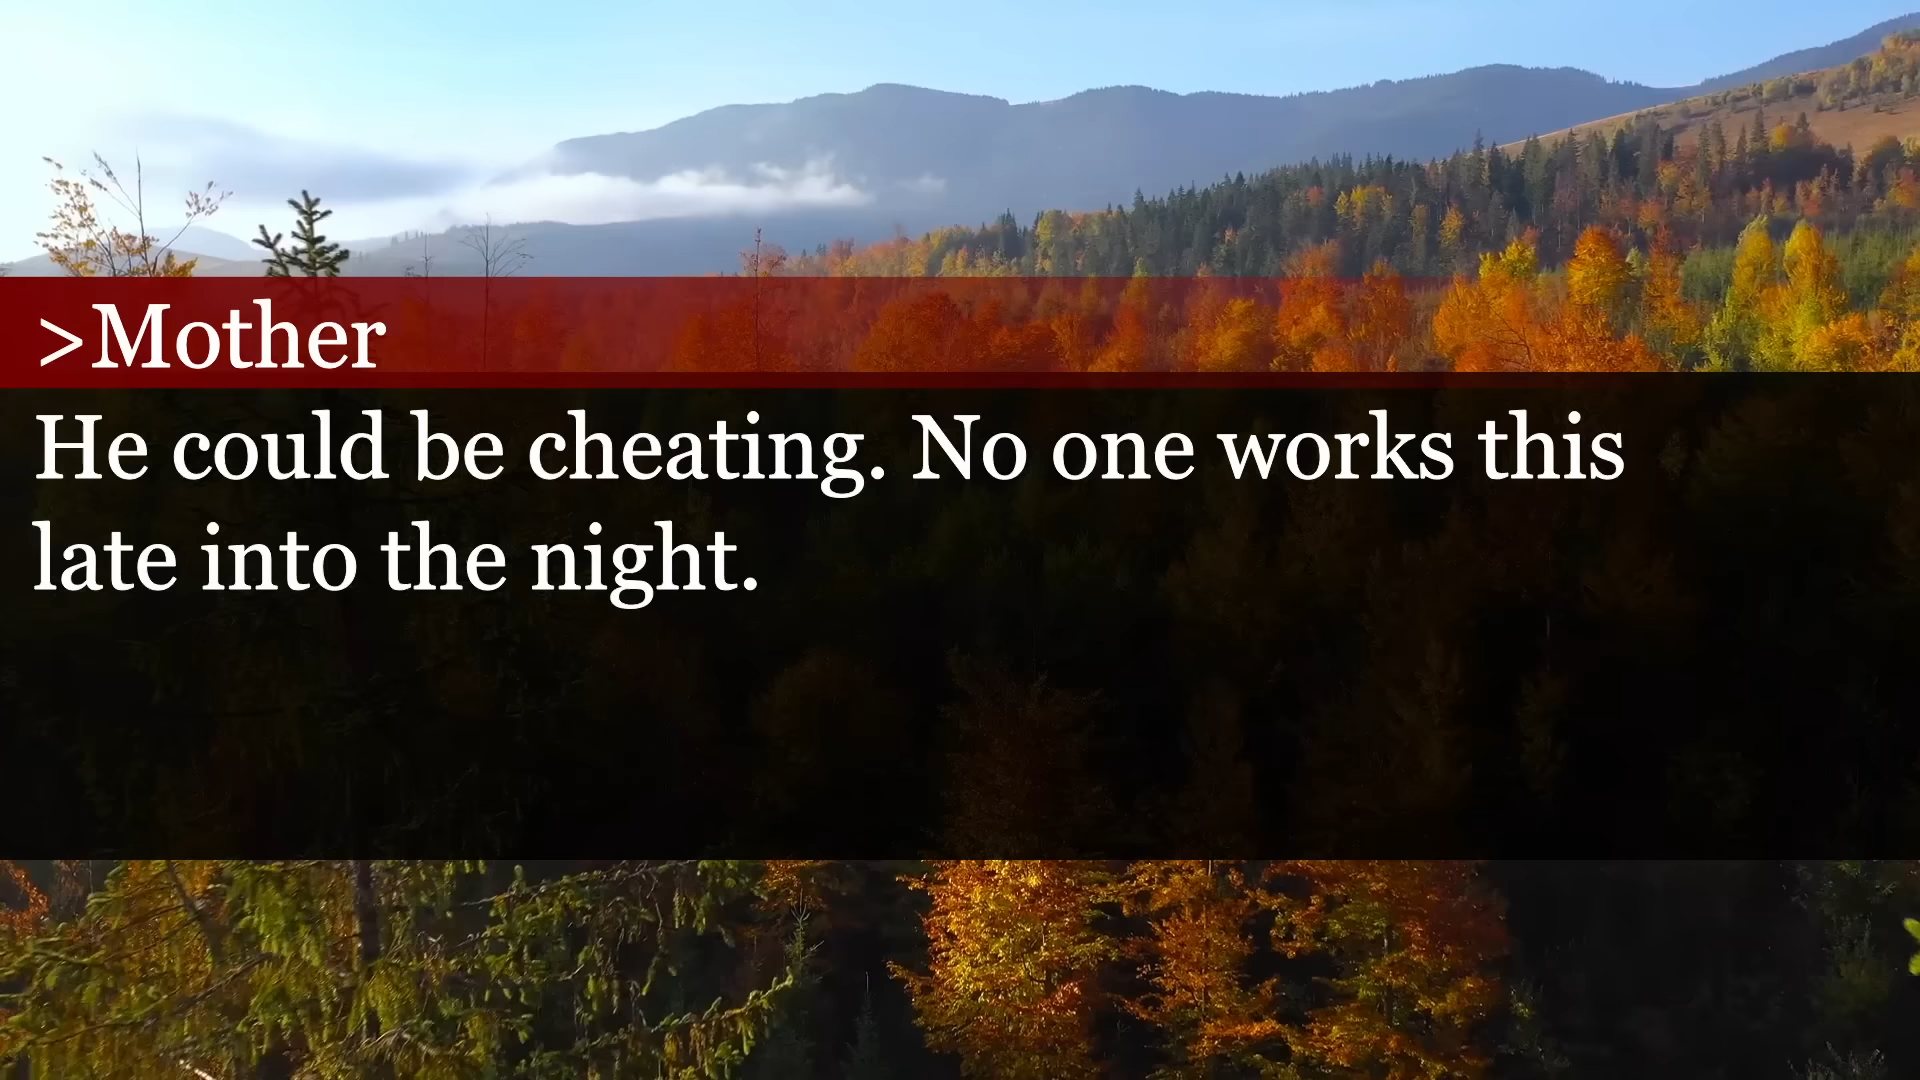 >Mother
He could be cheating. No one works this
late into the night.